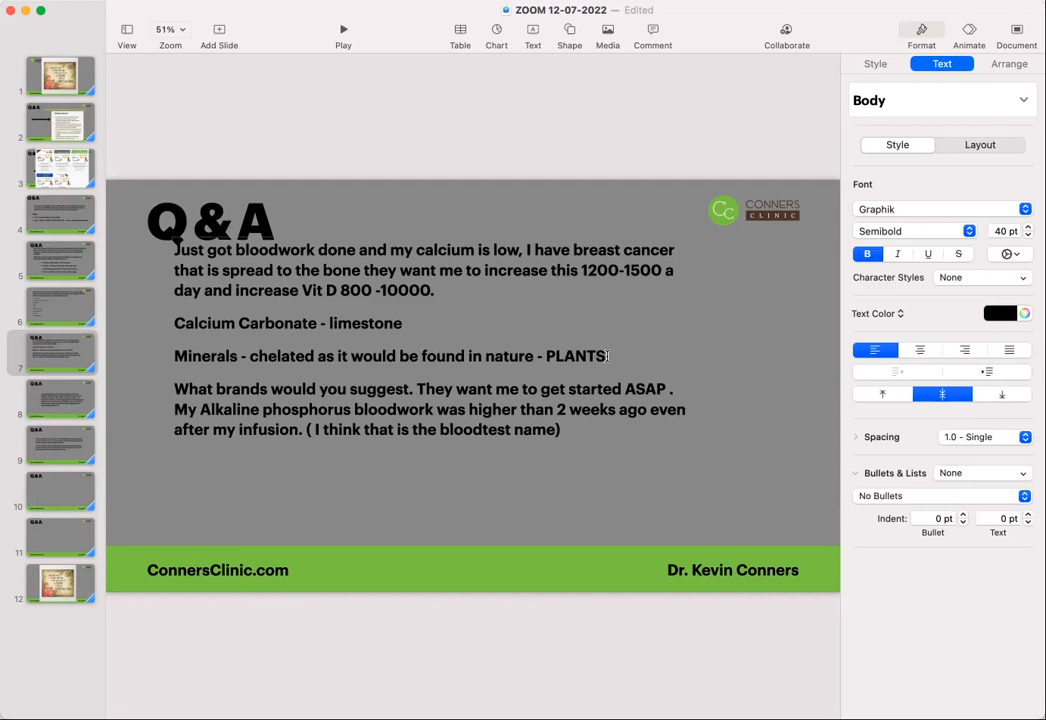 ZOOM 12-07-2022 — Edited
51%
View
Zoom
Add Slide
Play
Table
Chart
Text
Shape
Media
Comment
Collaborate
Format
Animate
Document
Style
Text
Arrange
Body
Style
Layout
Font
Graphik
Semibold
40 pt
B
I
U
S
Character Styles
None
Text Color
Spacing
1.0 - Single
Bullets & Lists
None
No Bullets
Indent:
0 pt
0 pt
Bullet
Text
1
2
3
4
5
6
7
8
9
10
11
12
Q&A
Q&A
Q&A
Q&A
Q&A
Q&A
CC
CONNERS
CLINIC
Q & A
Just got bloodwork done and my calcium is low, I have breast cancer
that is spread to the bone they want me to increase this 1200-1500 a
day and increase Vit D 800 -10000.
Calcium Carbonate - limestone
Minerals - chelated as it would be found in nature - PLANTS
What brands would you suggest. They want me to get started ASAP .
My Alkaline phosphorus bloodwork was higher than 2 weeks ago even
after my infusion. ( I think that is the bloodtest name)
ConnersClinic.com
Dr. Kevin Conners